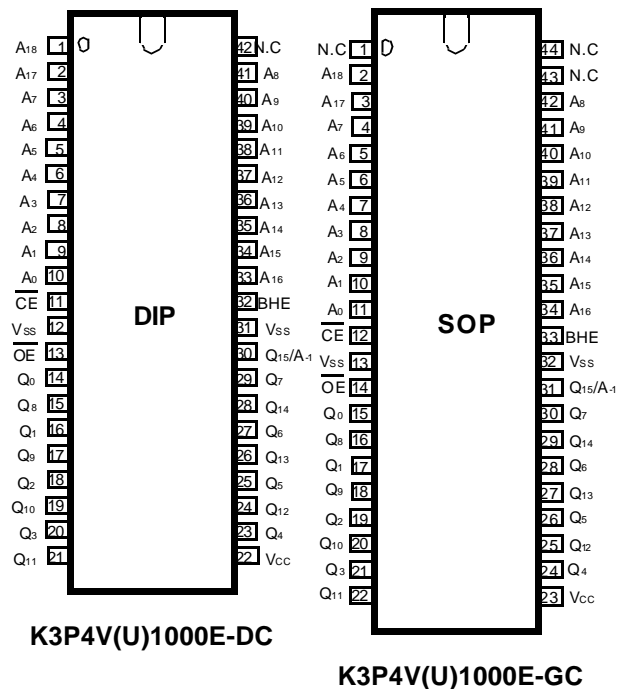 A18 1 42 N.C
A17 2 41 A8
A7 3 40 A9
A6 4 39 A10
A5 5 38 A11
A4 6 37 A12
A3 7 36 A13
A2 8 35 A14
A1 9 34 A15
A0 10 33 A16
CE 11 32 BHE
VSS 12 31 VSS
OE 13 30 Q15/A-1
Q0 14 29 Q7
Q8 15 28 Q14
Q1 16 27 Q6
Q9 17 26 Q13
Q2 18 25 Q5
Q10 19 24 Q12
Q3 20 23 Q4
Q11 21 22 VCC
DIP
K3P4V(U)1000E-DC
N.C 1 44 N.C
A18 2 43 N.C
A17 3 42 A8
A7 4 41 A9
A6 5 40 A10
A5 6 39 A11
A4 7 38 A12
A3 8 37 A13
A2 9 36 A14
A1 10 35 A15
A0 11 34 A16
CE 12 33 BHE
VSS 13 32 VSS
OE 14 31 Q15/A-1
Q0 15 30 Q7
Q8 16 29 Q14
Q1 17 28 Q6
Q9 18 27 Q13
Q2 19 26 Q5
Q10 20 25 Q12
Q3 21 24 Q4
Q11 22 23 VCC
SOP
K3P4V(U)1000E-GC